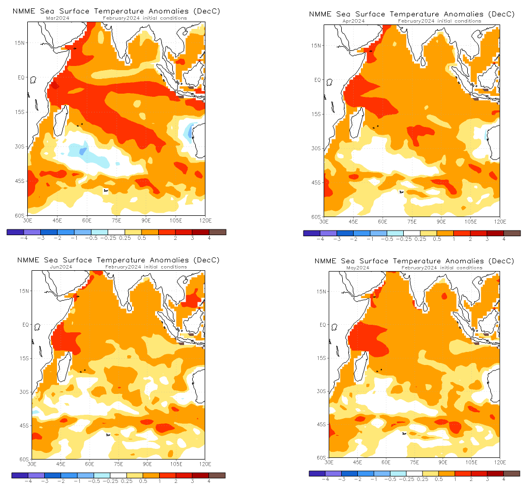 NMME Sea Surface Temperature Anomalies (DecC)
Mar2024 February2024 initial conditions
15N
EQ
15S
30S
45S
60S
30E 45E 60E 75E 90E 105E 120E
−4 −3 −2 −1 −0.5 −0.25 0.25 0.5 1 2 3 4
NMME Sea Surface Temperature Anomalies (DecC)
Apr2024 February2024 initial conditions
15N
EQ
15S
30S
45S
60S
30E 45E 60E 75E 90E 105E 120E
−4 −3 −2 −1 −0.5 −0.25 0.25 0.5 1 2 3 4
NMME Sea Surface Temperature Anomalies (DecC)
Jun2024 February2024 initial conditions
15N
EQ
15S
30S
45S
60S
30E 45E 60E 75E 90E 105E 120E
−4 −3 −2 −1 −0.5 −0.25 0.25 0.5 1 2 3 4
NMME Sea Surface Temperature Anomalies (DecC)
May2024 February2024 initial conditions
15N
EQ
15S
30S
45S
60S
30E 45E 60E 75E 90E 105E 120E
−4 −3 −2 −1 −0.5 −0.25 0.25 0.5 1 2 3 4